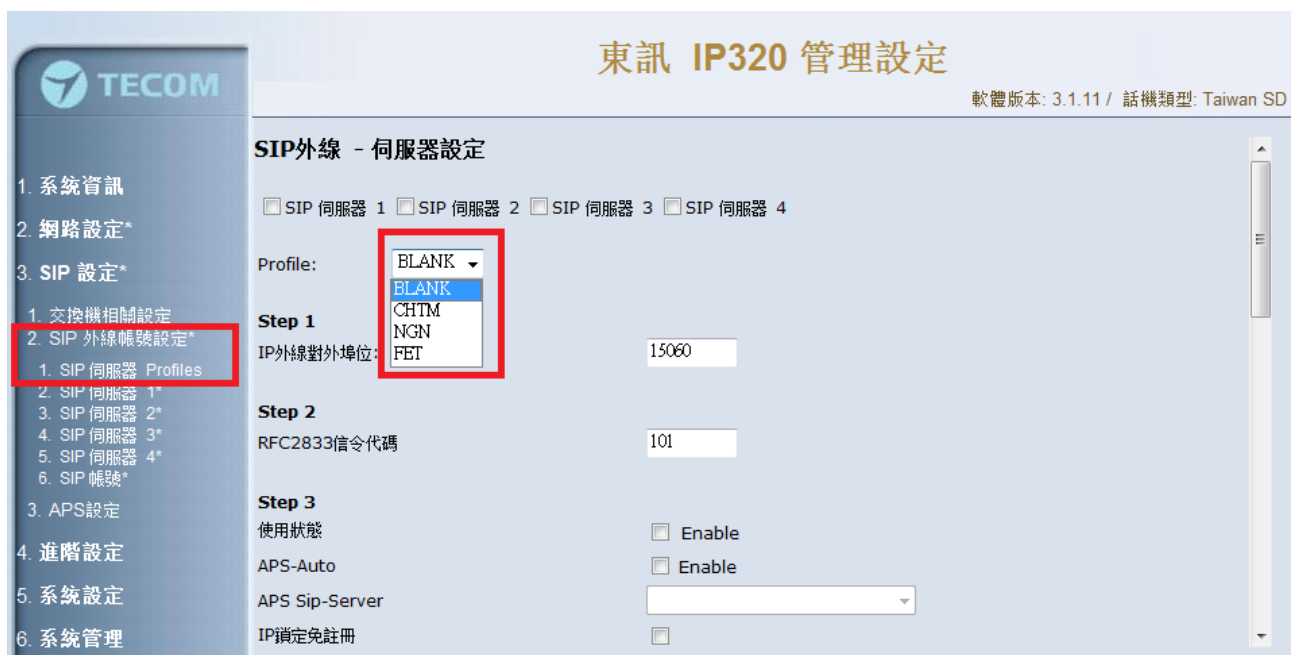 TECOM
東訊 IP320 管理設定
軟體版本: 3.1.11 / 話機類型: Taiwan SD
1. 系統資訊
2. 網路設定*
3. SIP 設定*
1. 交換機相關設定
2. SIP 外線帳號設定*
1. SIP 伺服器 Profiles
2. SIP 伺服器 1*
3. SIP 伺服器 2*
4. SIP 伺服器 3*
5. SIP 伺服器 4*
6. SIP 帳號*
3. APS設定
4. 進階設定
5. 系統設定
6. 系統管理
SIP外線 - 伺服器設定
SIP 伺服器 1 SIP 伺服器 2 SIP 伺服器 3 SIP 伺服器 4
Profile: BLANK
BLANK
CHTM
NGN
FET
Step 1
IP外線對外埠位: 15060
Step 2
RFC2833信令代碼 101
Step 3
使用狀態 Enable
APS-Auto Enable
APS Sip-Server
IP鎖定免註冊